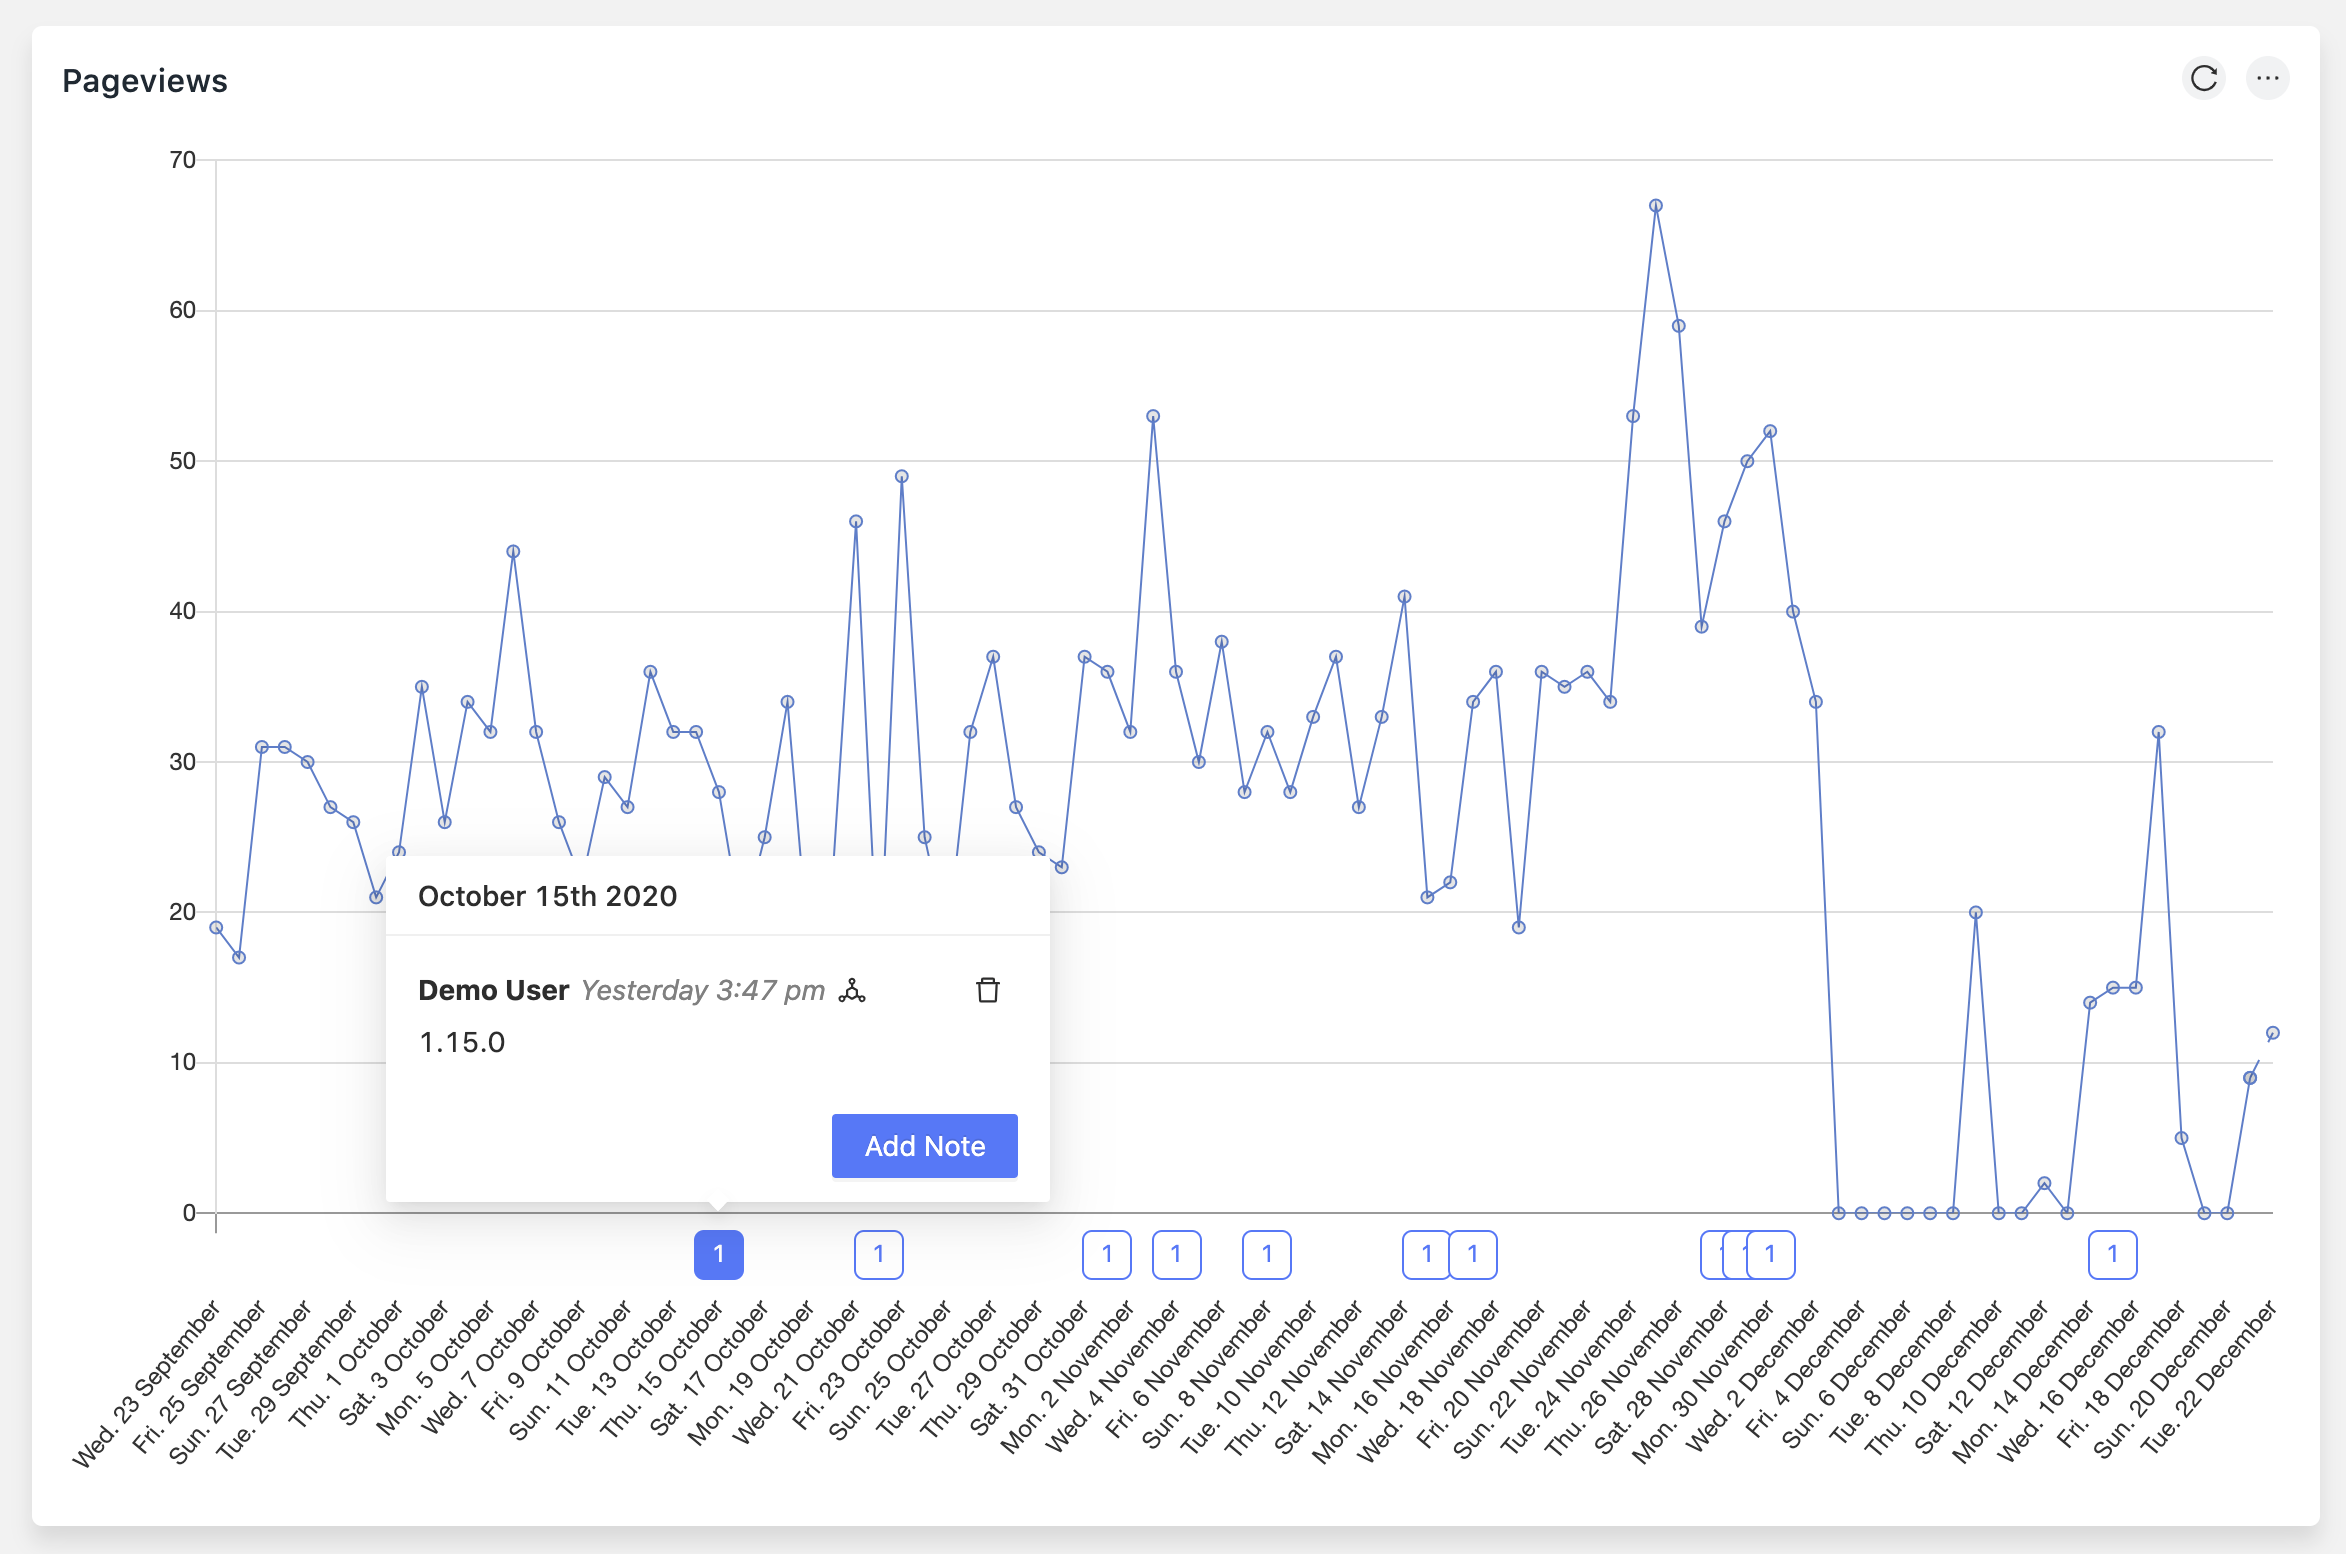 Pageviews
70
60
50
40
30
20
10
0
October 15th 2020
Demo User Yesterday 3:47 pm
1.15.0
Add Note
1 1 1 1 1 1 1 1 1
Wed. 23 September
Fri. 25 September
Sun. 27 September
Tue. 29 September
Thu. 1 October
Sat. 3 October
Mon. 5 October
Wed. 7 October
Fri. 9 October
Sun. 11 October
Tue. 13 October
Thu. 15 October
Sat. 17 October
Mon. 19 October
Wed. 21 October
Fri. 23 October
Sun. 25 October
Tue. 27 October
Thu. 29 October
Sat. 31 October
Mon. 2 November
Wed. 4 November
Fri. 6 November
Sun. 8 November
Tue. 10 November
Thu. 12 November
Sat. 14 November
Mon. 16 November
Wed. 18 November
Fri. 20 November
Sun. 22 November
Tue. 24 November
Thu. 26 November
Sat. 28 November
Mon. 30 November
Wed. 2 December
Fri. 4 December
Sun. 6 December
Tue. 8 December
Thu. 10 December
Sat. 12 December
Mon. 14 December
Wed. 16 December
Fri. 18 December
Sun. 20 December
Tue. 22 December